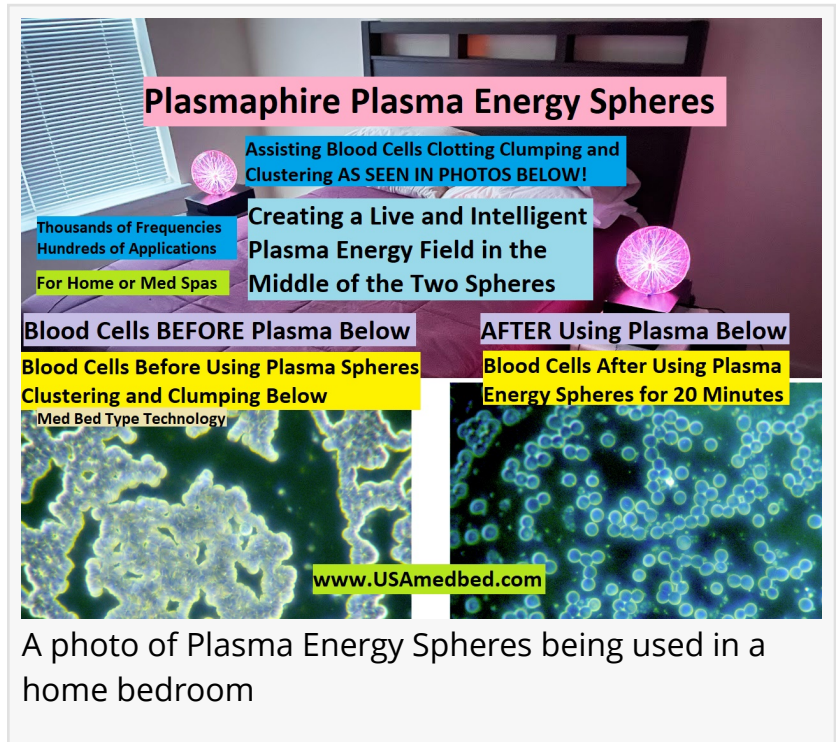 Plasmaphire Plasma Energy Spheres
Assisting Blood Cells Clotting Clumping and
Clustering AS SEEN IN PHOTOS BELOW!
Thousands of Frequencies
Hundreds of Applications
Creating a Live and Intelligent
Plasma Energy Field in the
Middle of the Two Spheres
For Home or Med Spas
Blood Cells BEFORE Plasma Below
AFTER Using Plasma Below
Blood Cells Before Using Plasma Spheres
Clustering and Clumping Below
Blood Cells After Using Plasma
Energy Spheres for 20 Minutes
Med Bed Type Technology
www.USAmedbed.com
A photo of Plasma Energy Spheres being used in a
home bedroom